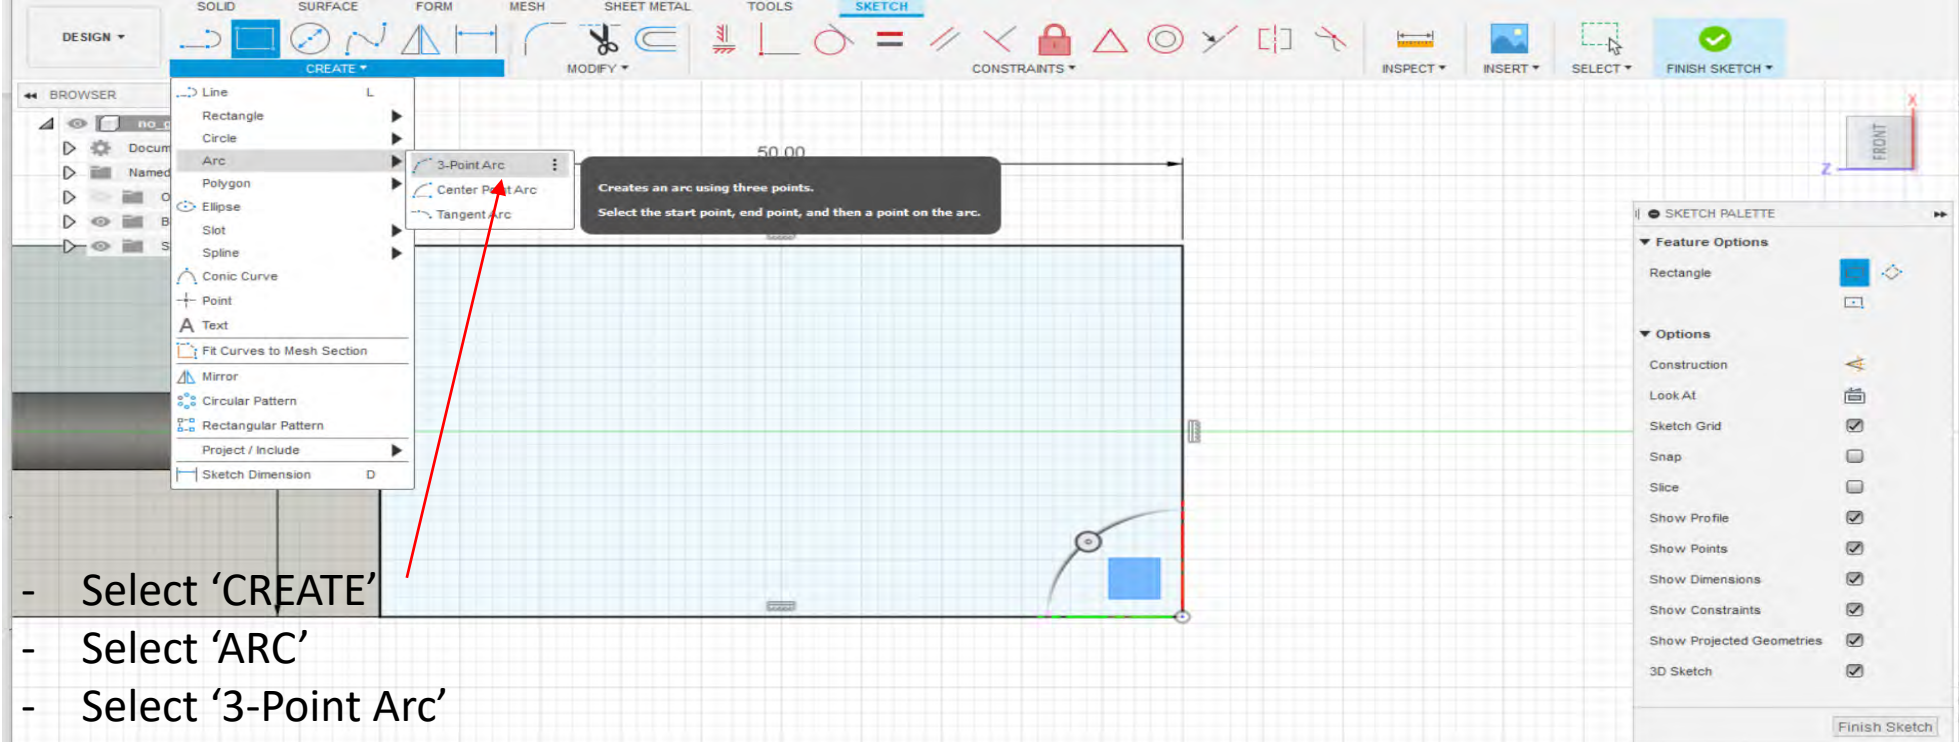 SOLID SURFACE FORM MESH SHEET METAL TOOLS SKETCH
DESIGN
CREATE MODIFY CONSTRAINTS INSPECT INSERT SELECT FINISH SKETCH
BROWSER
no_g
Docum
Named
O
B
S
Line L
Rectangle
Circle
Arc
Polygon
Ellipse
Slot
Spline
Conic Curve
Point
Text
Fit Curves to Mesh Section
Mirror
Circular Pattern
Rectangular Pattern
Project / Include
Sketch Dimension D
3-Point Arc
Center Point Arc
Tangent Arc
Creates an arc using three points.
Select the start point, end point, and then a point on the arc.
50.00
X
FRONT
Z
SKETCH PALETTE
Feature Options
Rectangle
Options
Construction
Look At
Sketch Grid
Snap
Slice
Show Profile
Show Points
Show Dimensions
Show Constraints
Show Projected Geometries
3D Sketch
Finish Sketch
- Select ‘CREATE’
- Select ‘ARC’
- Select ‘3-Point Arc’